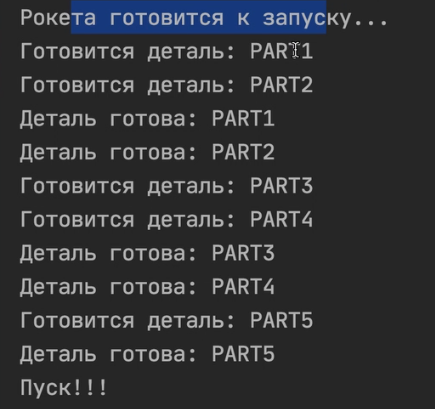 Рокета готовится к запуску...
Готовится деталь: PART1
Готовится деталь: PART2
Деталь готова: PART1
Деталь готова: PART2
Готовится деталь: PART3
Готовится деталь: PART4
Деталь готова: PART3
Деталь готова: PART4
Готовится деталь: PART5
Деталь готова: PART5
Пуск!!!